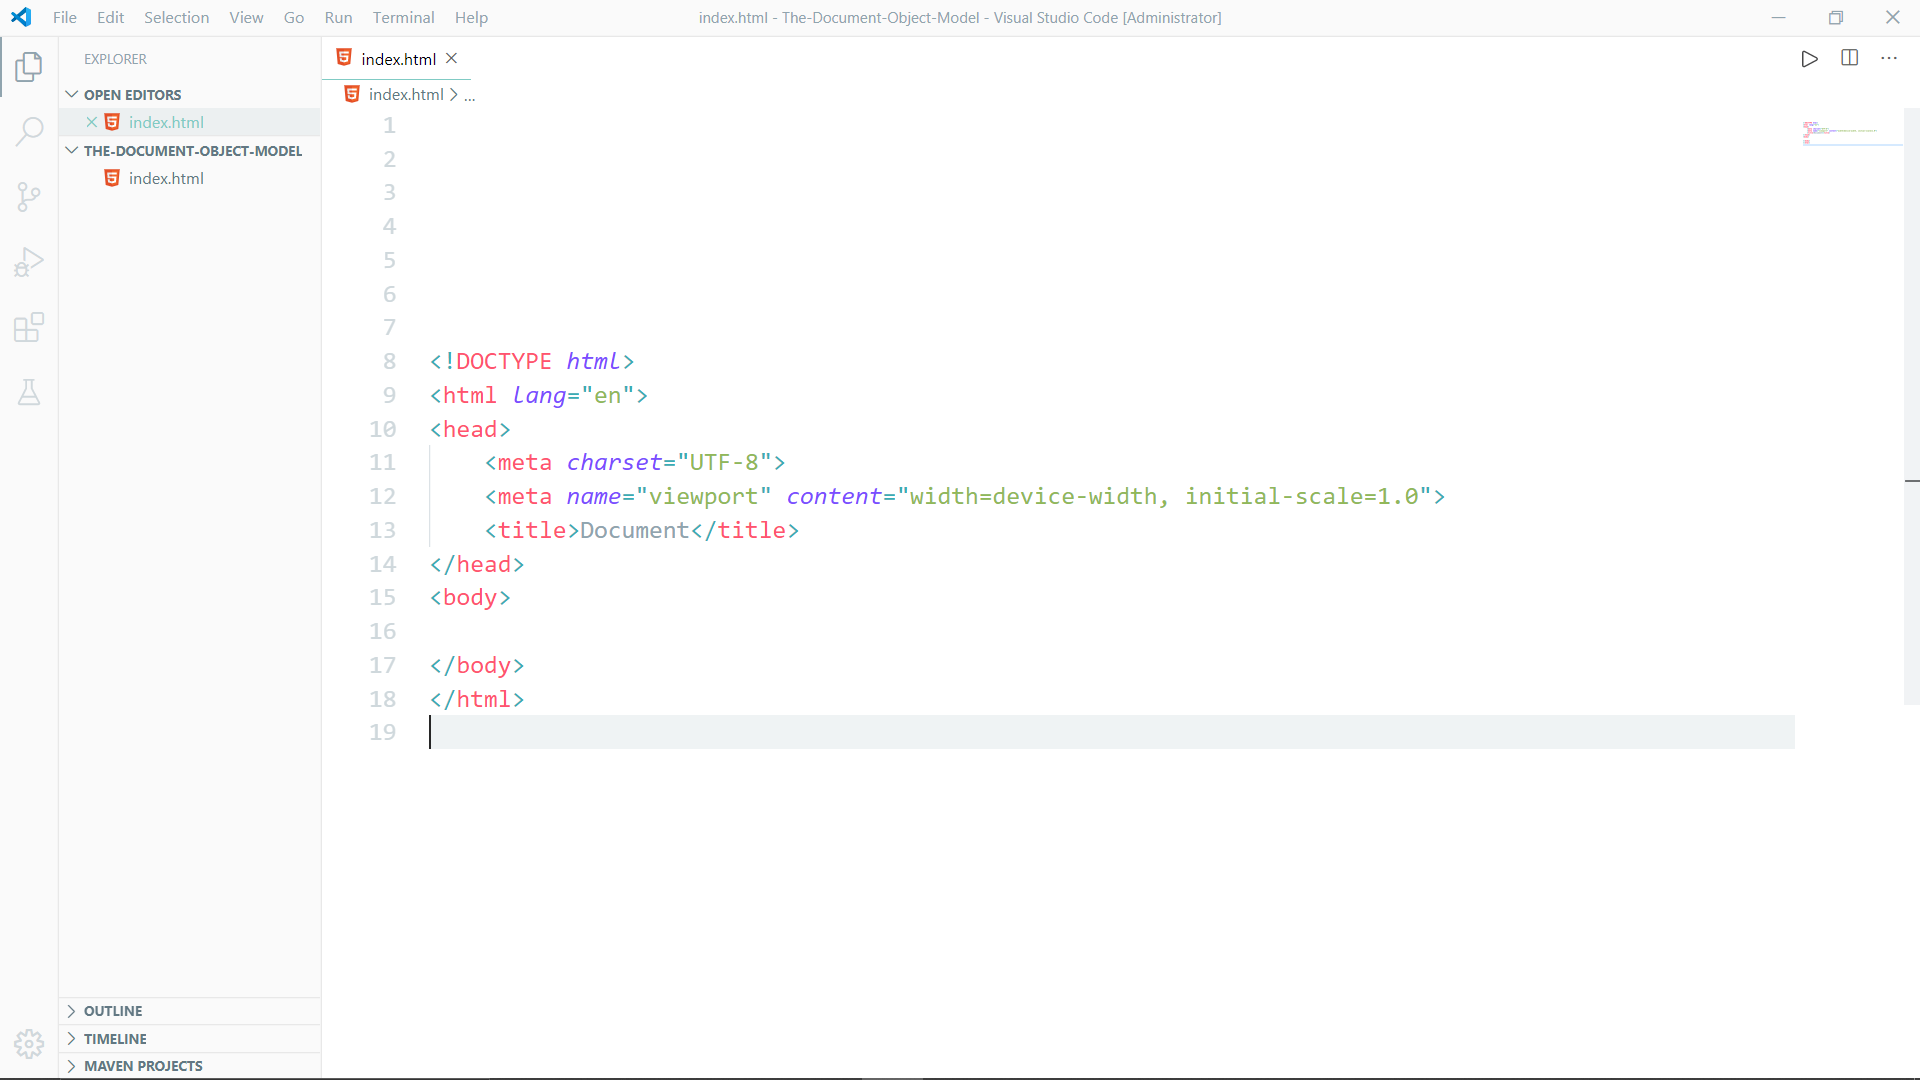 File Edit Selection View Go Run Terminal Help
index.html - The-Document-Object-Model - Visual Studio Code [Administrator]
EXPLORER
OPEN EDITORS
index.html
THE-DOCUMENT-OBJECT-MODEL
index.html
OUTLINE
TIMELINE
MAVEN PROJECTS
index.html
index.html > ...
1
2
3
4
5
6
7
8 <!DOCTYPE html>
9 <html lang="en">
10 <head>
11     <meta charset="UTF-8">
12     <meta name="viewport" content="width=device-width, initial-scale=1.0">
13     <title>Document</title>
14 </head>
15 <body>
16
17 </body>
18 </html>
19